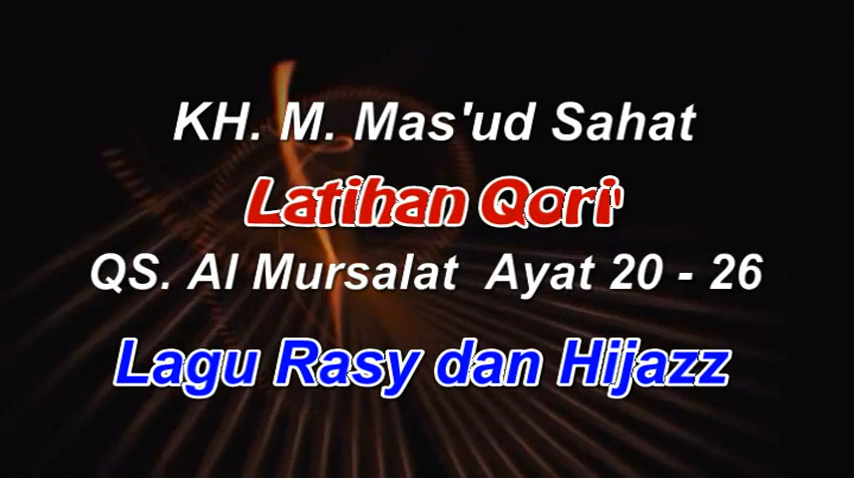 KH. M. Mas'ud Sahat
Latihan Qori'
QS. Al Mursalat Ayat 20 - 26
Lagu Rasy dan Hijazz